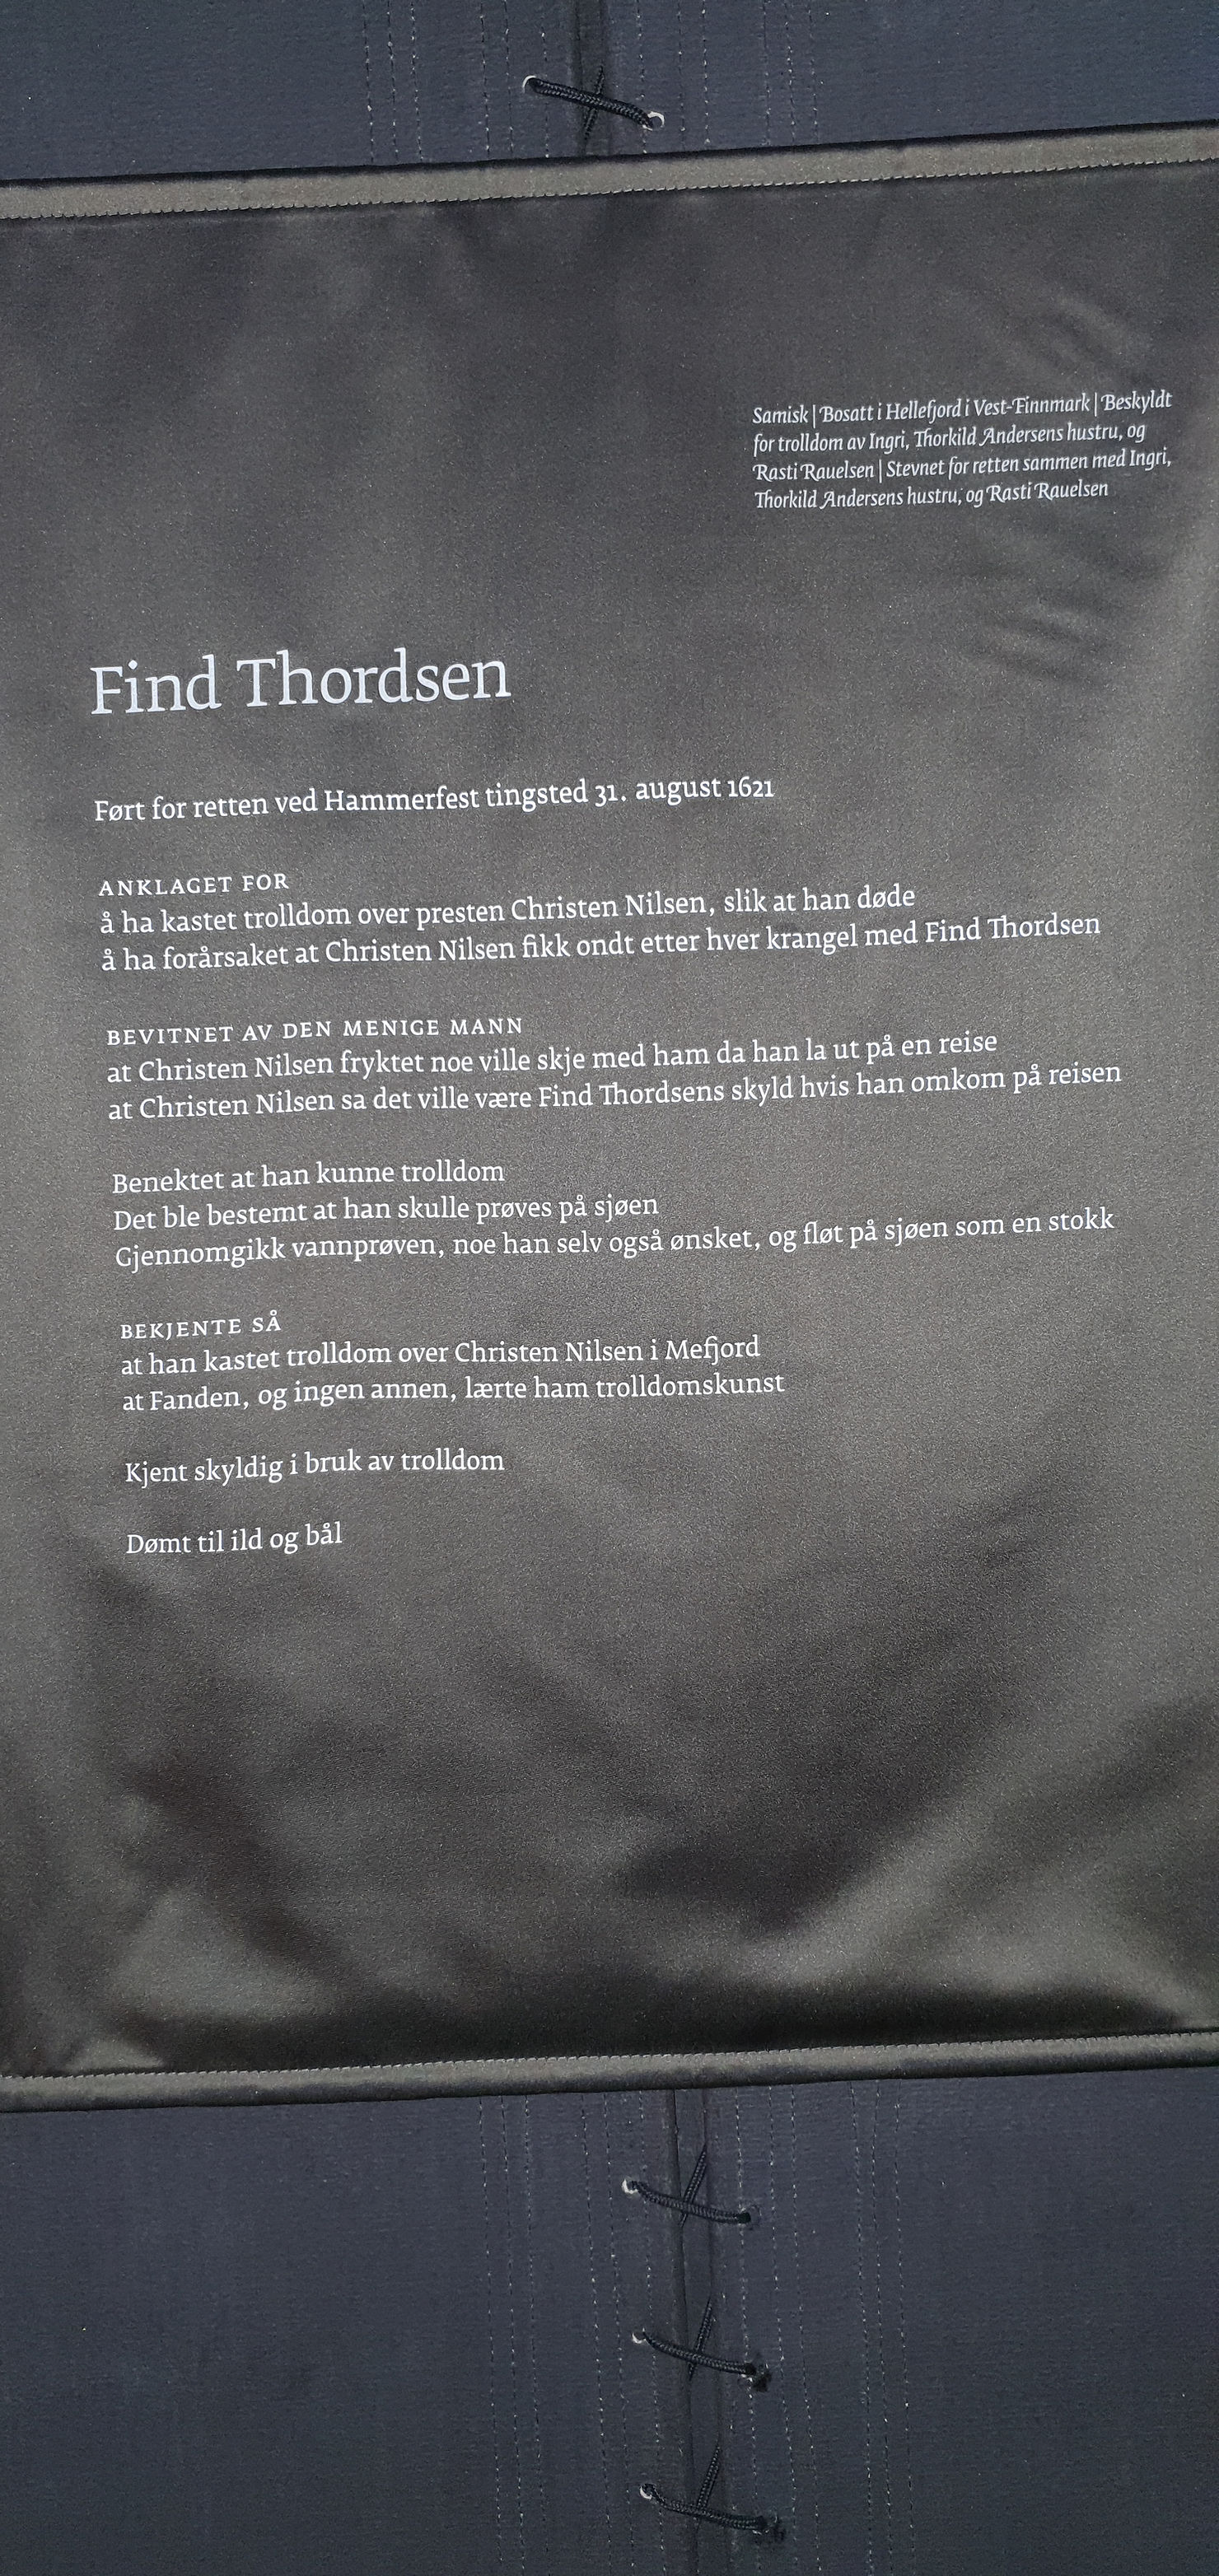 Samisk | Bosatt i Hellefjord i Vest-Finnmark | Beskyldt
for trolldom av Ingri, Thorkild Andersens hustru, og
Rasti Rauelsen | Stevnet for retten sammen med Ingri,
Thorkild Andersens hustru, og Rasti Rauelsen
Find Thordsen
Ført for retten ved Hammerfest tingsted 31. august 1621
ANKLAGET FOR
å ha kastet trolldom over presten Christen Nilsen, slik at han døde
å ha forårsaket at Christen Nilsen fikk ondt etter hver krangel med Find Thordsen
BEVITNET AV DEN MENIGE MANN
at Christen Nilsen fryktet noe ville skje med ham da han la ut på en reise
at Christen Nilsen sa det ville være Find Thordsens skyld hvis han omkom på reisen
Benektet at han kunne trolldom
Det ble bestemt at han skulle prøves på sjøen
Gjennomgikk vannprøven, noe han selv også ønsket, og fløt på sjøen som en stokk
BEKJENTE SÅ
at han kastet trolldom over Christen Nilsen i Mefjord
at Fanden, og ingen annen, lærte ham trolldomskunst
Kjent skyldig i bruk av trolldom
Dømt til ild og bål